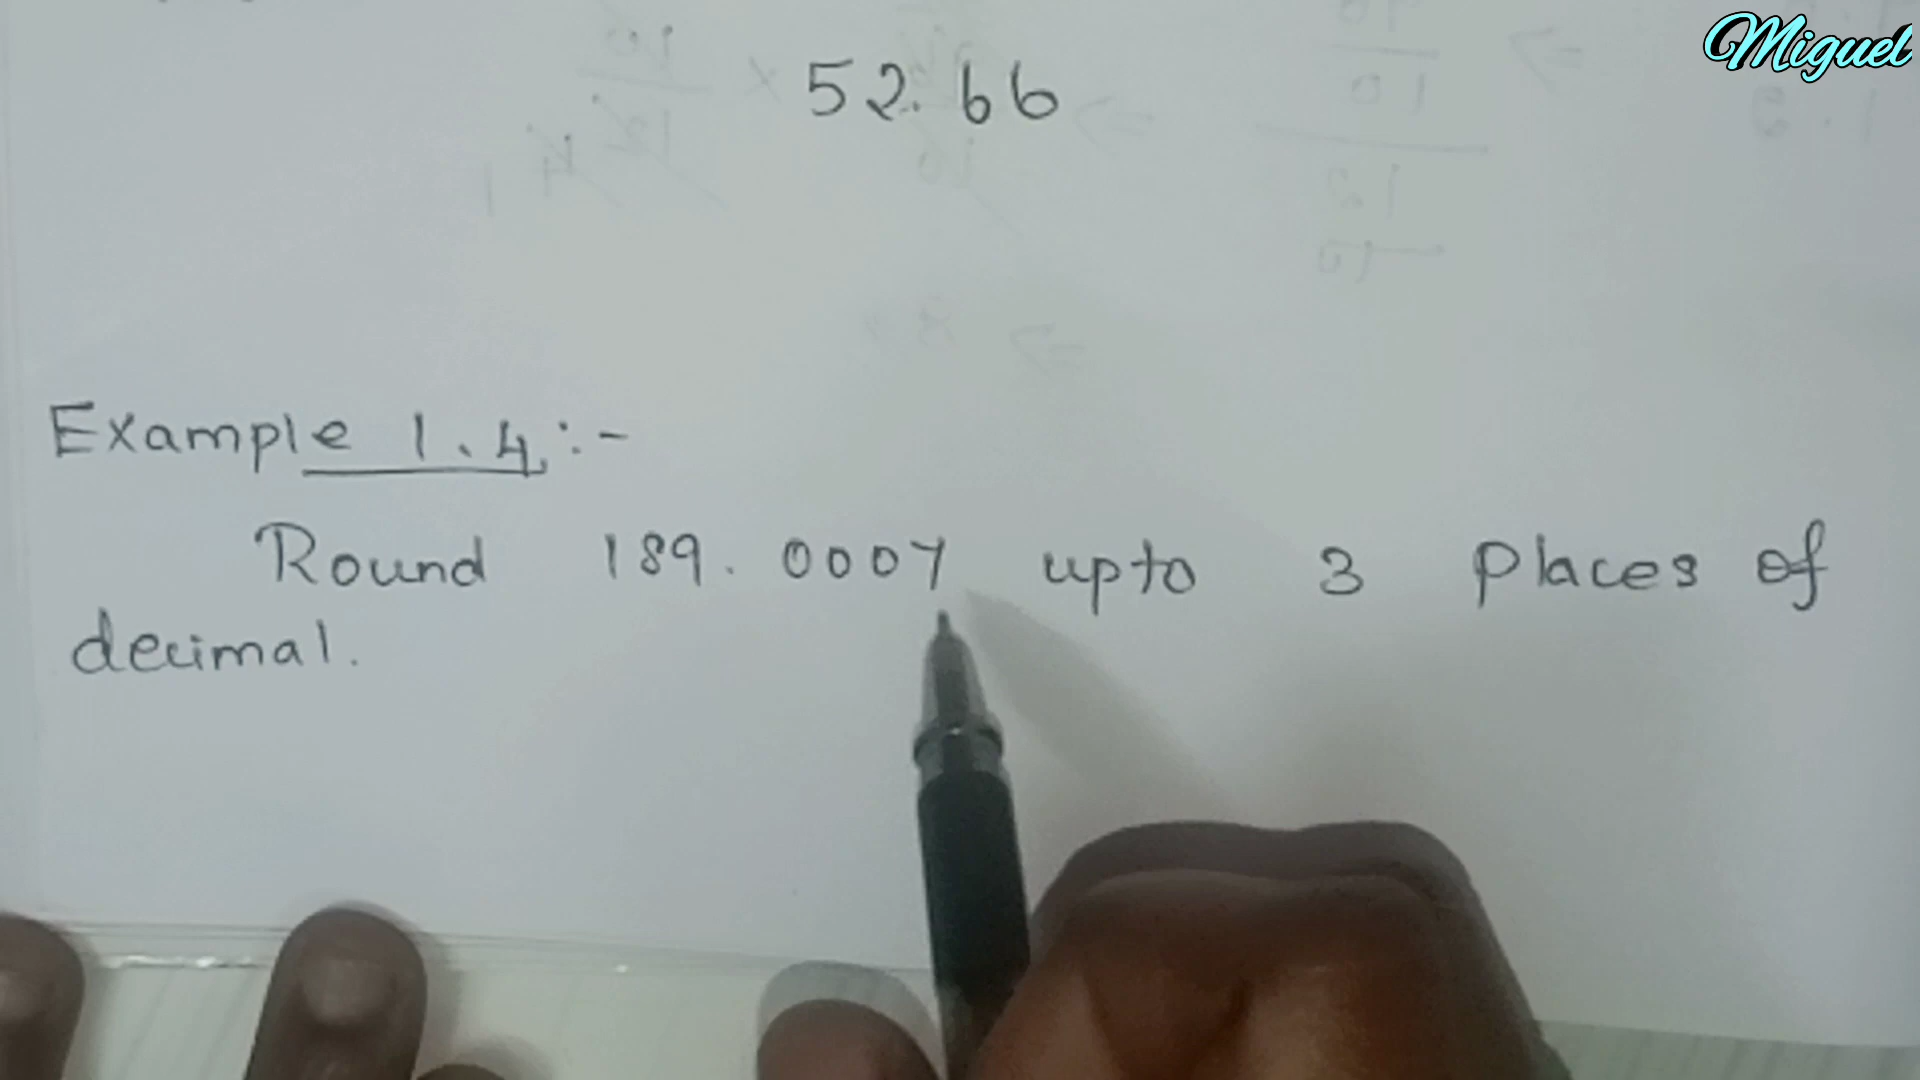 Miguel
52.66
Example 1.4:-
Round 189.0007 upto 3 places of
decimal.